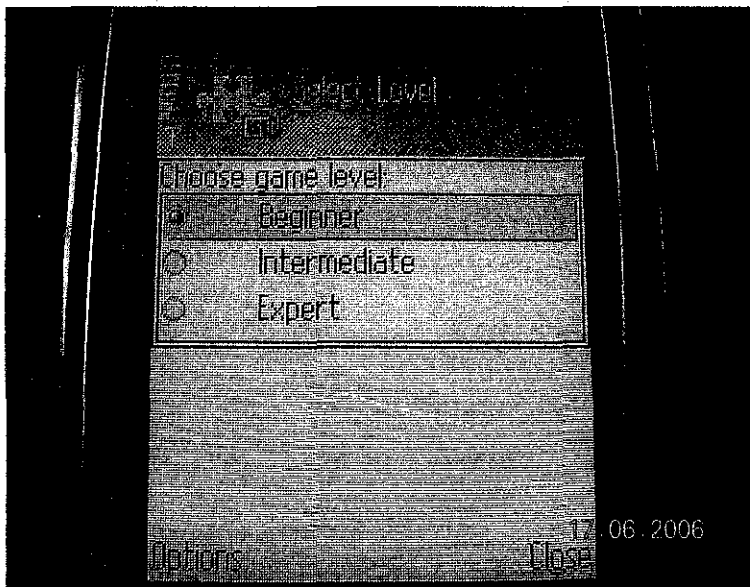 Select Level
Choose game level:
Beginner
Intermediate
Expert
17.06.2006
Options
Close